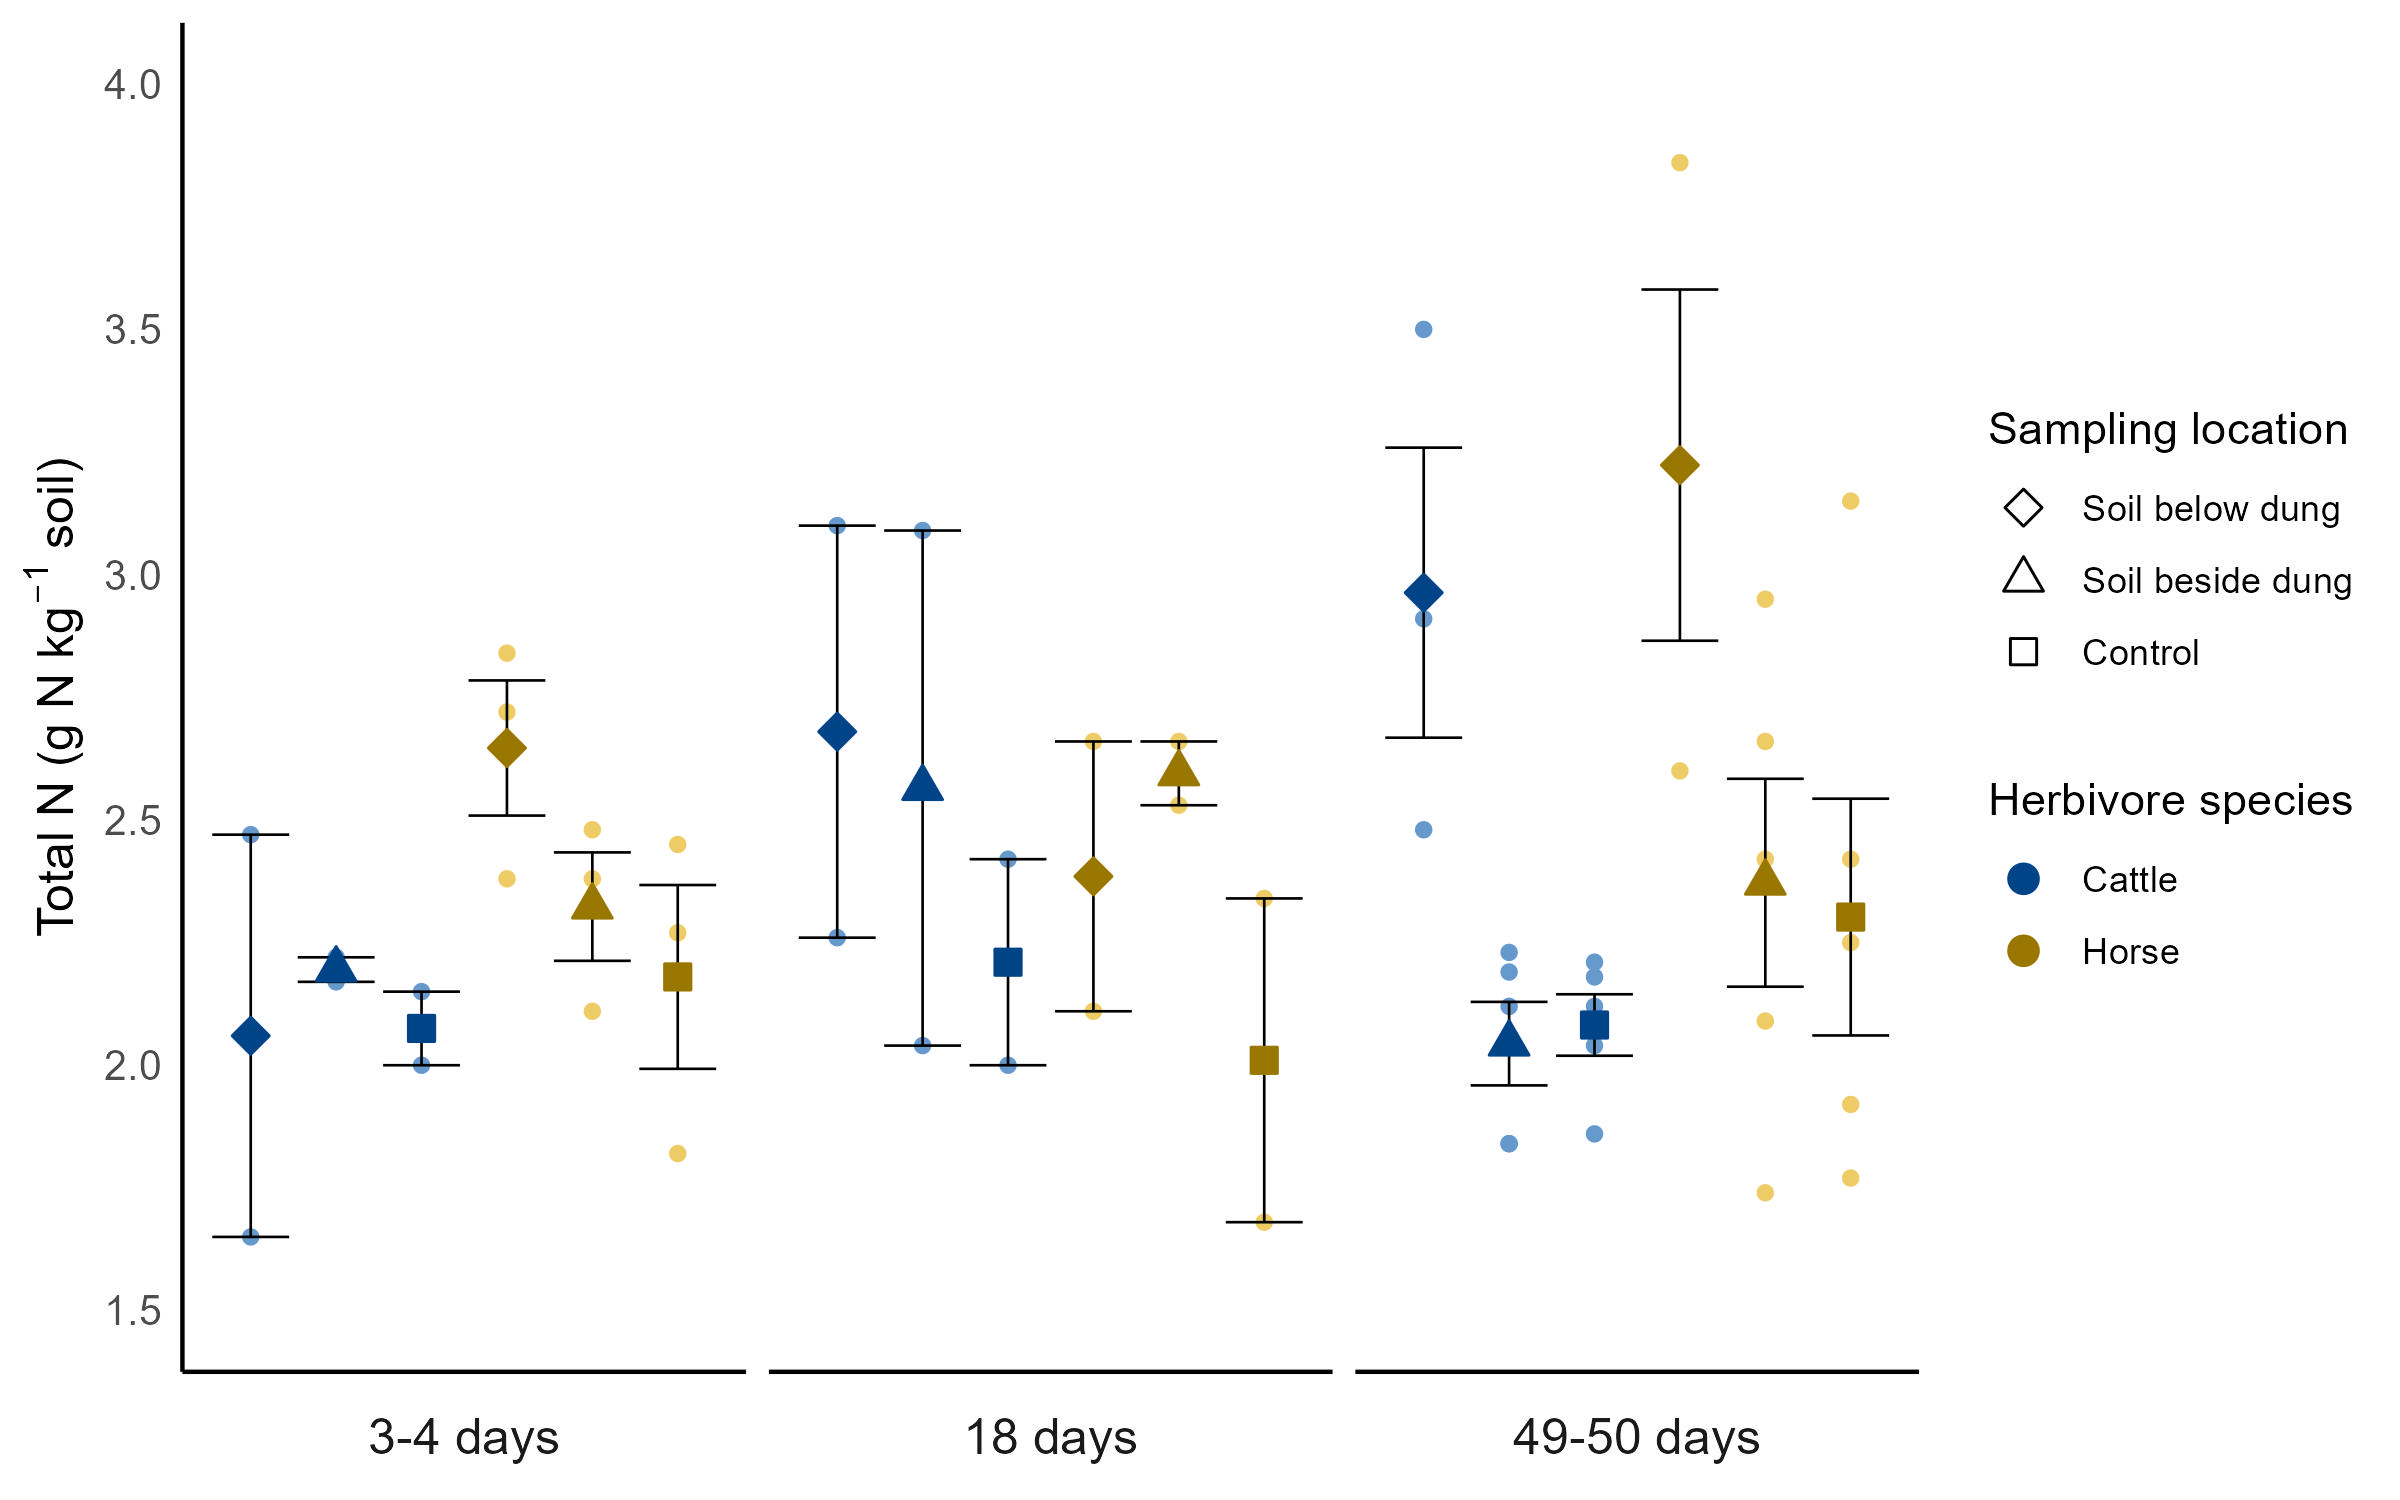 Total N (g N kg⁻¹ soil)
4.0
3.5
3.0
2.5
2.0
1.5
3-4 days
18 days
49-50 days
Sampling location
Soil below dung
Soil beside dung
Control
Herbivore species
Cattle
Horse